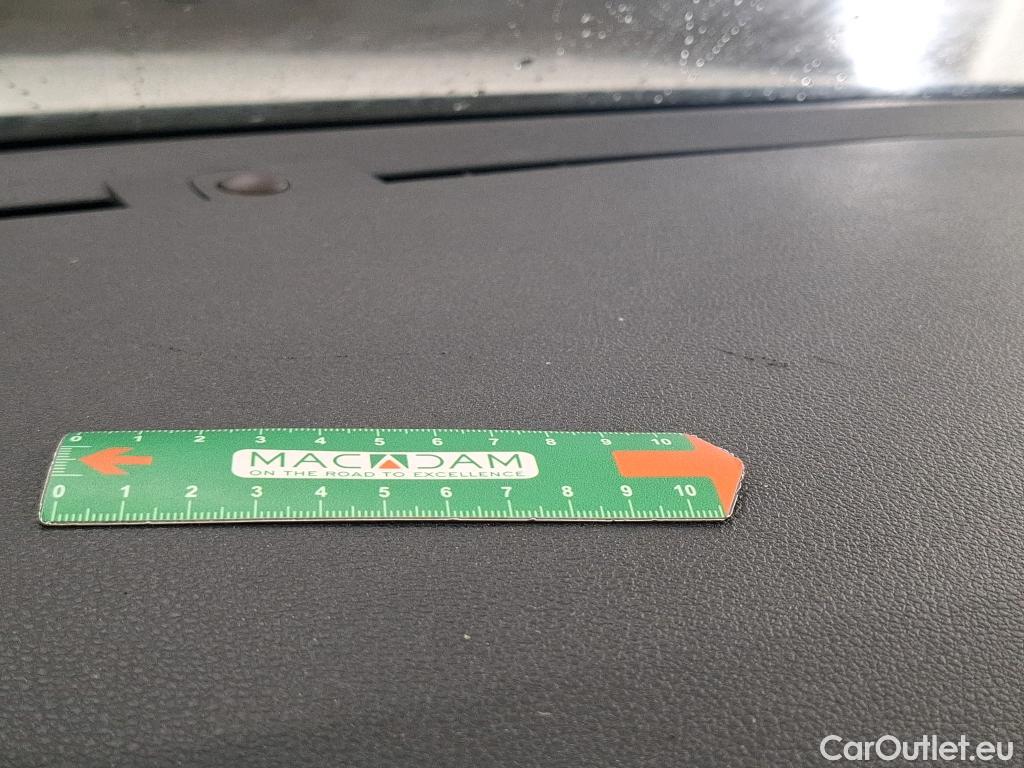 0 1 2 3 4 5 6 7 8 9 10
MACADAM
ON THE ROAD TO EXCELLENCE
0 1 2 3 4 5 6 7 8 9 10
CarOutlet.eu